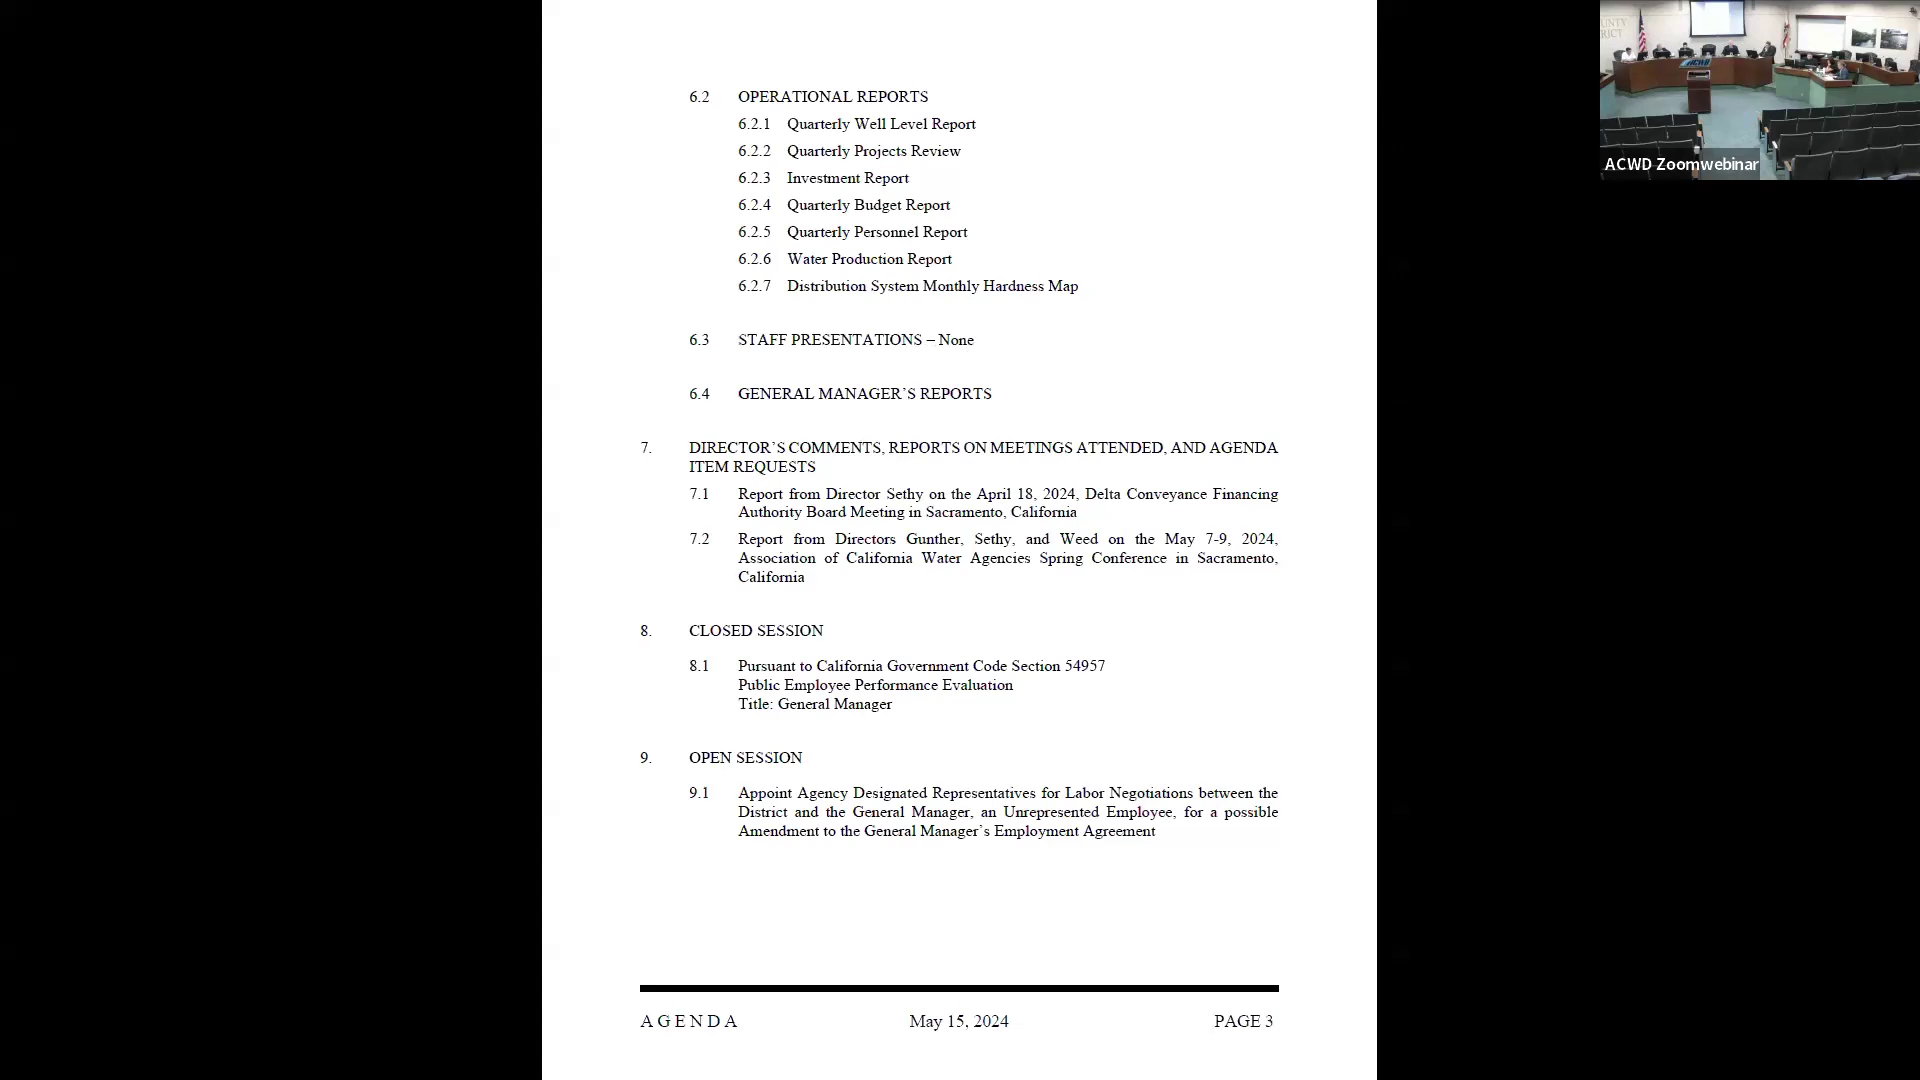 6.2 OPERATIONAL REPORTS
6.2.1 Quarterly Well Level Report
6.2.2 Quarterly Projects Review
6.2.3 Investment Report
6.2.4 Quarterly Budget Report
6.2.5 Quarterly Personnel Report
6.2.6 Water Production Report
6.2.7 Distribution System Monthly Hardness Map
6.3 STAFF PRESENTATIONS – None
6.4 GENERAL MANAGER’S REPORTS
7. DIRECTOR’S COMMENTS, REPORTS ON MEETINGS ATTENDED, AND AGENDA
ITEM REQUESTS
7.1 Report from Director Sethy on the April 18, 2024, Delta Conveyance Financing
Authority Board Meeting in Sacramento, California
7.2 Report from Directors Gunther, Sethy, and Weed on the May 7-9, 2024,
Association of California Water Agencies Spring Conference in Sacramento,
California
8. CLOSED SESSION
8.1 Pursuant to California Government Code Section 54957
Public Employee Performance Evaluation
Title: General Manager
9. OPEN SESSION
9.1 Appoint Agency Designated Representatives for Labor Negotiations between the
District and the General Manager, an Unrepresented Employee, for a possible
Amendment to the General Manager’s Employment Agreement
AGENDA May 15, 2024 PAGE 3
UNTY
RICT
ACWD
ACWD Zoomwebinar